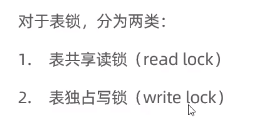 对于表锁，分为两类：
1. 表共享读锁（read lock）
2. 表独占写锁（write lock）